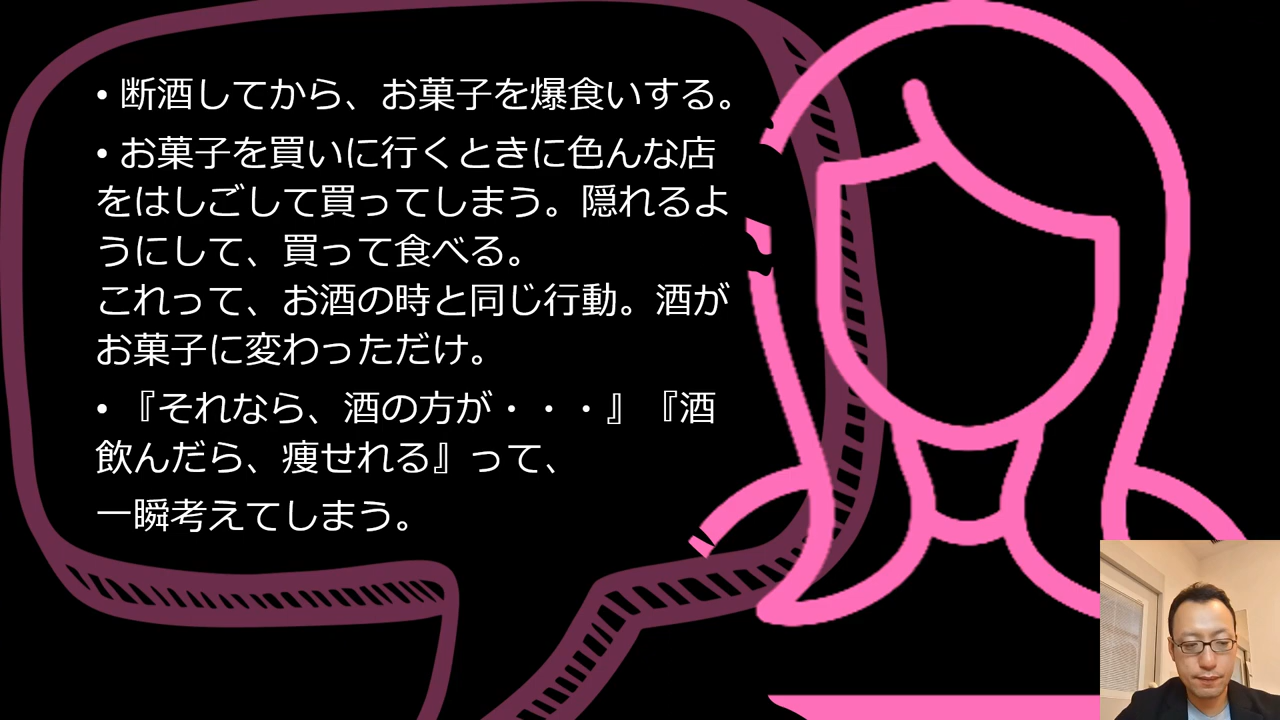 • 断酒してから、お菓子を爆食いする。
• お菓子を買いに行くときに色んな店
をはしごして買ってしまう。隠れるよ
うにして、買って食べる。
これって、お酒の時と同じ行動。酒が
お菓子に変わっただけ。
• 『それなら、酒の方が・・・』『酒
飲んだら、痩せれる』って、
一瞬考えてしまう。